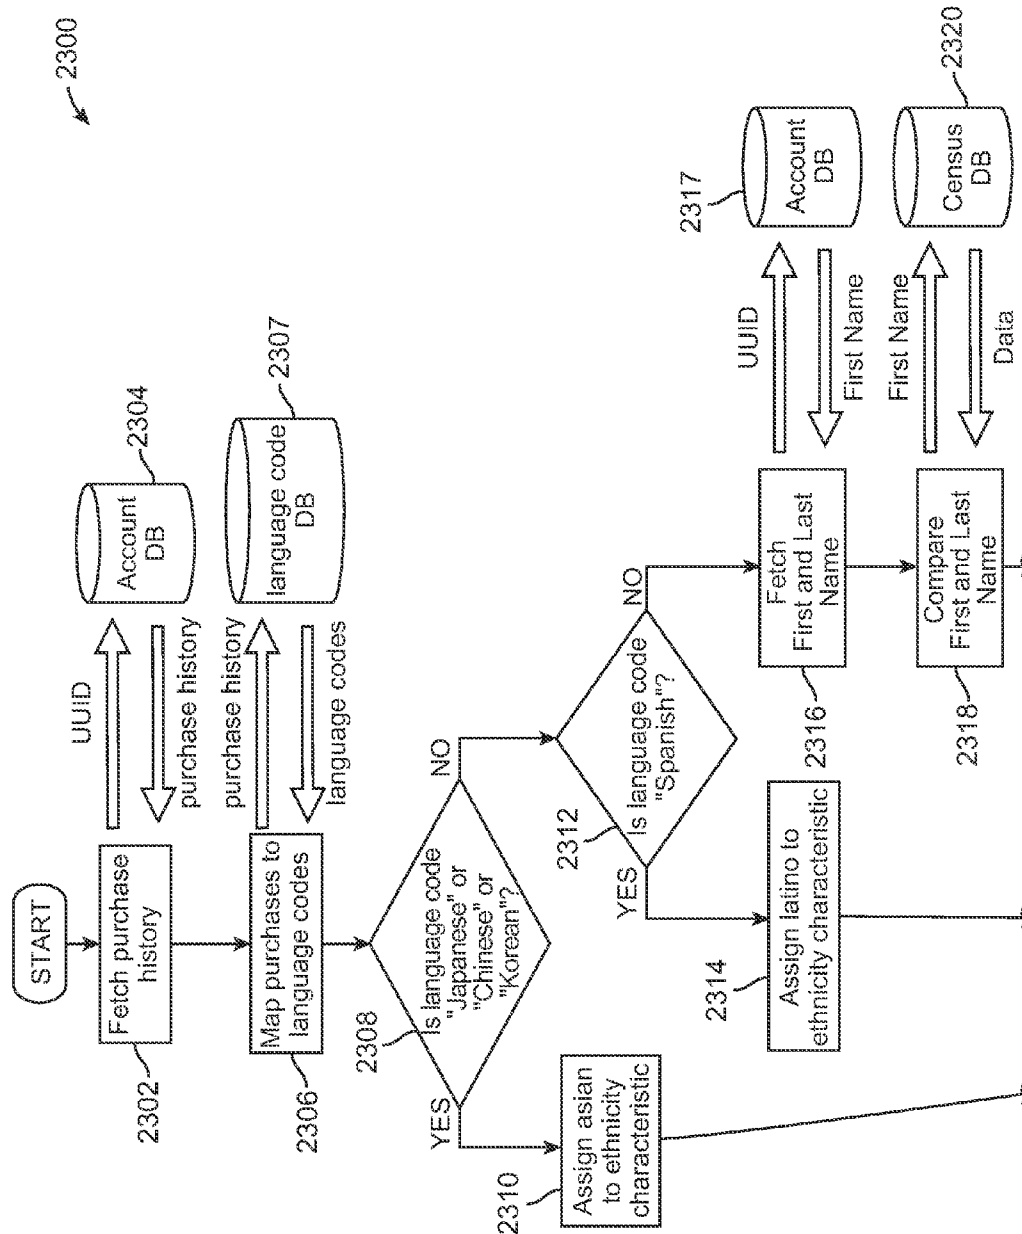 2300
START
Fetch purchase
history
2302
UUID
purchase history
Account
DB
2304
Map purchases to
language codes
2306
purchase history
language codes
language code
DB
2307
Is language code
"Japanese" or
"Chinese" or
"Korean"?
2308
YES
NO
Assign asian
to ethnicity
characteristic
2310
Is language code
"Spanish"?
2312
YES
NO
Assign latino to
ethnicity characteristic
2314
Fetch
First and Last
Name
2316
UUID
First Name
Account
DB
2317
Compare
First and Last
Name
2318
First Name
Data
Census
DB
2320